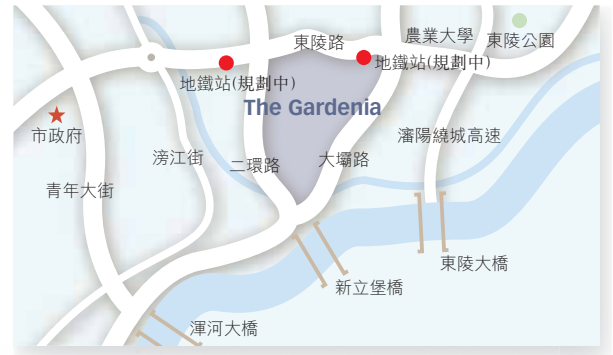 東陵路
農業大學
東陵公園
地鐵站(規劃中)
地鐵站(規劃中)
The Gardenia
市政府
滂江街
二環路
大壩路
瀋陽繞城高速
青年大街
東陵大橋
新立堡橋
渾河大橋